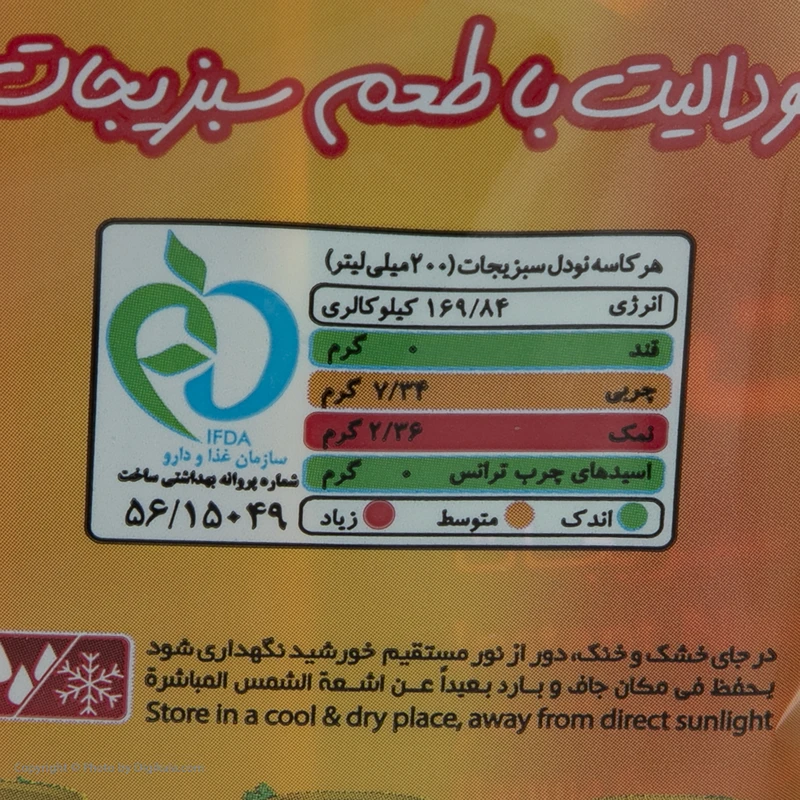 ودالیت با طعم سبزیجات
هر کاسه نودل سبزیجات (۲۰۰ میلی لیتر)
انرژی ۱۶۹/۸۴ کیلوکالری
قند ۰ گرم
چربی ۷/۳۴ گرم
نمک ۲/۳۶ گرم
اسیدهای چرب ترانس ۰ گرم
اندک متوسط زیاد
IFDA
سازمان غذا و دارو
شماره پروانه بهداشتی ساخت
۵۶/۱۵۰۴۹
در جای خشک و خنک، دور از نور مستقیم خورشید نگهداری شود
یحفظ فی مکان جاف و بارد بعیداً عن اشعة الشمس المباشرة
Store in a cool & dry place, away from direct sunlight